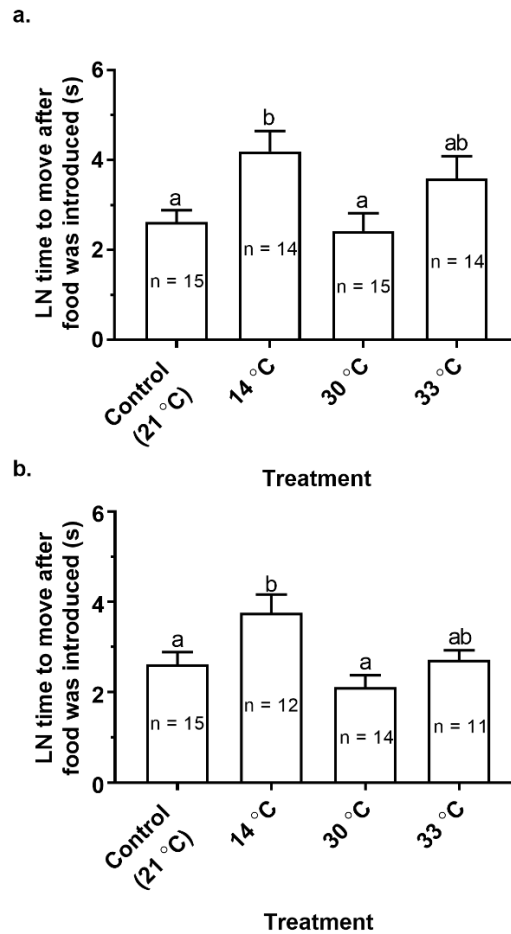 a.
LN time to move after
food was introduced (s)
6
4
2
0
a
b
a
ab
n = 15
n = 14
n = 15
n = 14
Control
(21 °C)
14 °C
30 °C
33 °C
Treatment
b.
LN time to move after
food was introduced (s)
6
4
2
0
a
b
a
ab
n = 15
n = 12
n = 14
n = 11
Control
(21 °C)
14 °C
30 °C
33 °C
Treatment